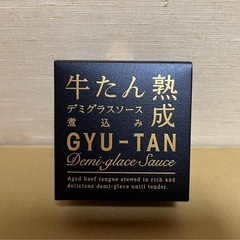 牛たん熟成
デミグラスソース
煮込み
GYU-TAN
Demi-glace Sauce
Aged beef tongue stewed in rich and
delicious demi-glace until tender.